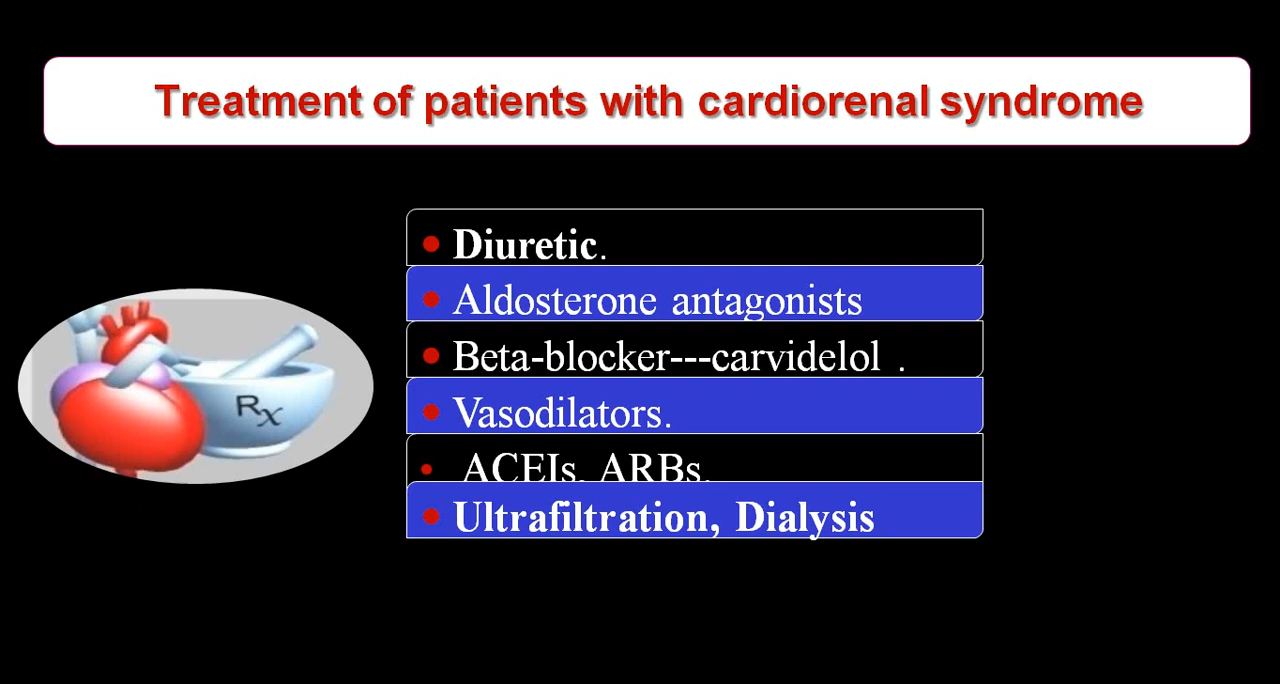 Treatment of patients with cardiorenal syndrome
• Diuretic.
• Aldosterone antagonists
• Beta-blocker---carvidelol .
• Vasodilators.
• ACEIs, ARBs.
• Ultrafiltration, Dialysis
Rx